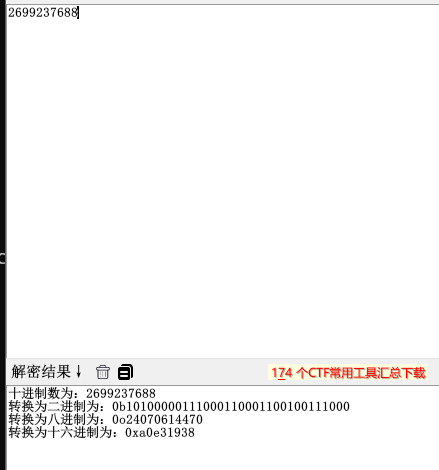 2699237688
解密结果↓
174 个CTF常用工具汇总下载
十进制数为：2699237688
转换为二进制为：0b10100000111000110001100100111000
转换为八进制为：0o24070614470
转换为十六进制为：0xa0e31938